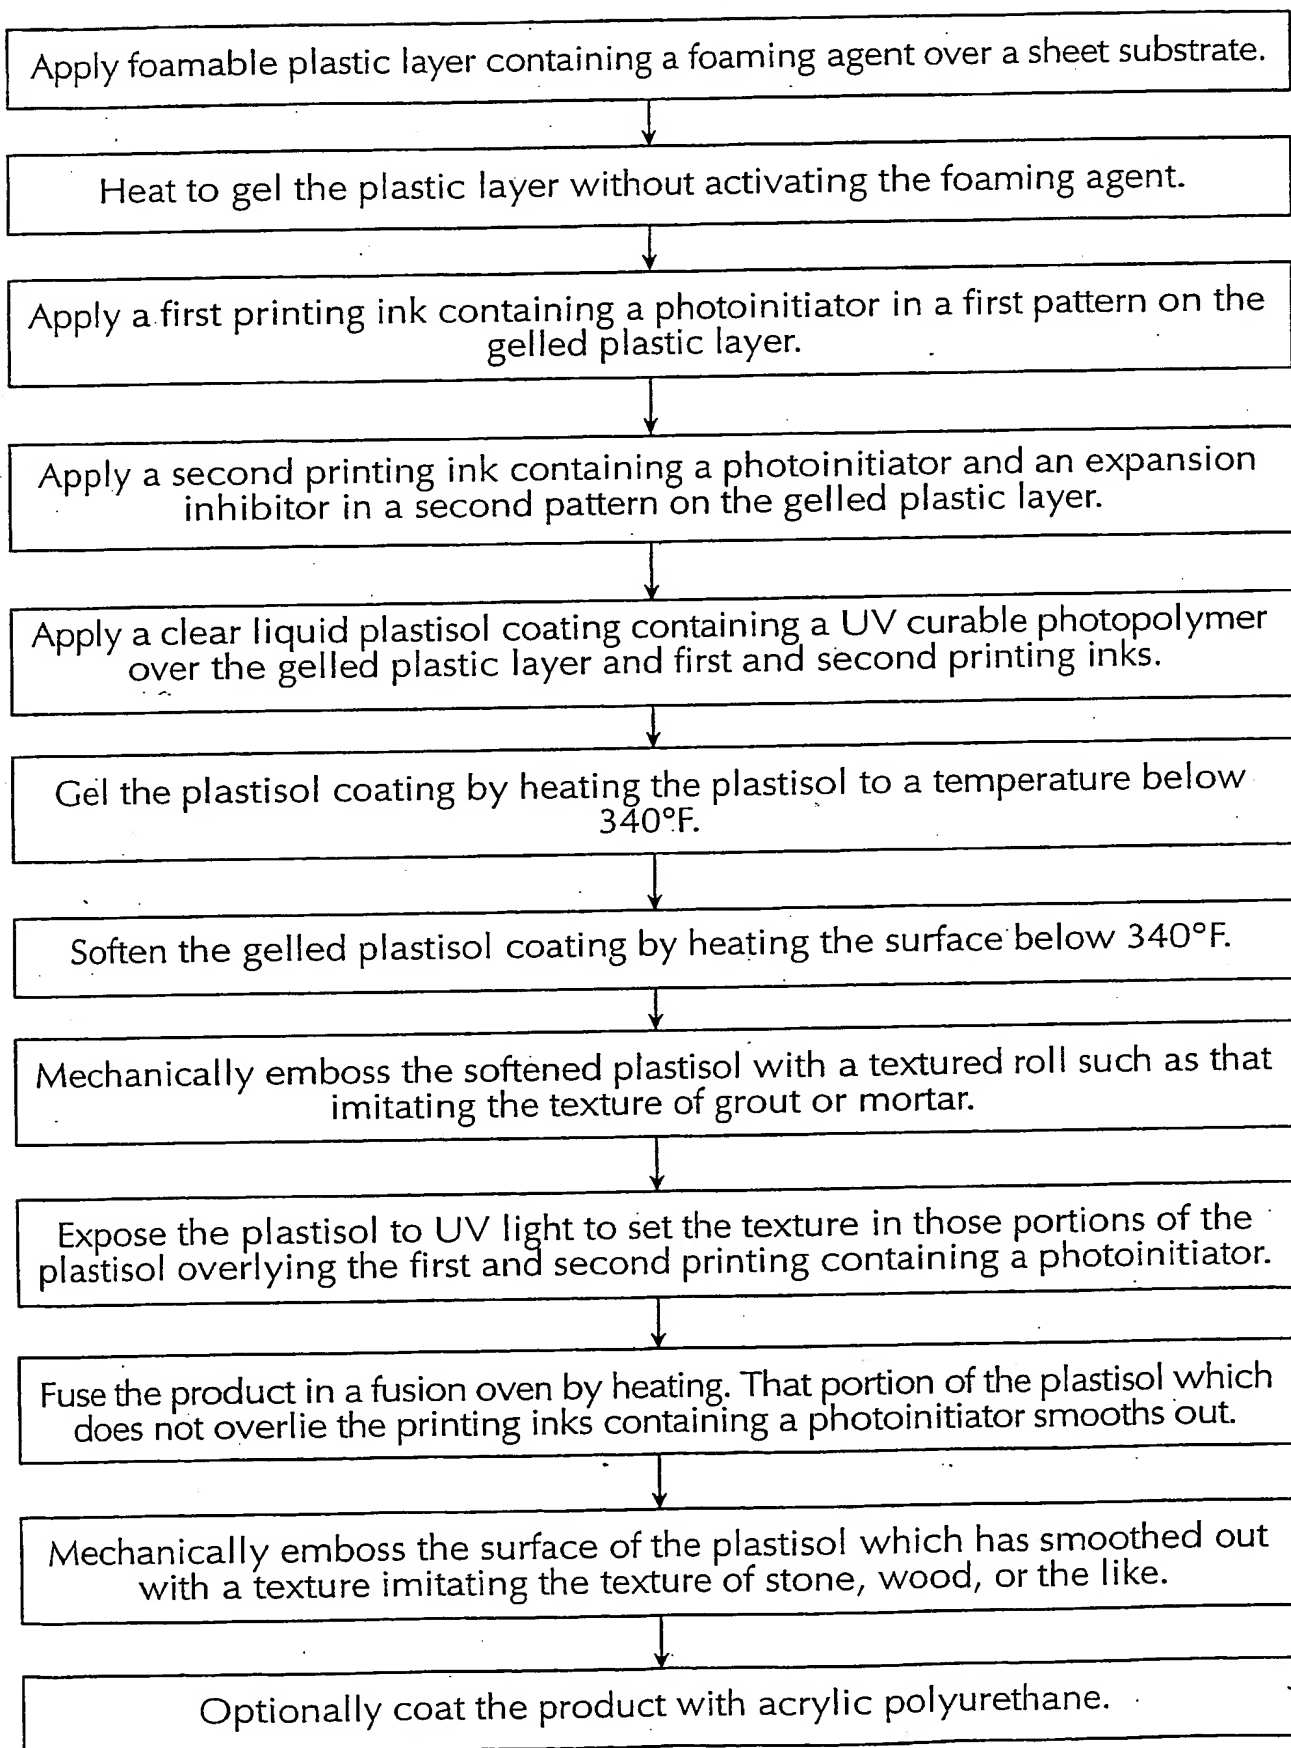 Apply foamable plastic layer containing a foaming agent over a sheet substrate.
Heat to gel the plastic layer without activating the foaming agent.
Apply a first printing ink containing a photoinitiator in a first pattern on the
gelled plastic layer.
Apply a second printing ink containing a photoinitiator and an expansion
inhibitor in a second pattern on the gelled plastic layer.
Apply a clear liquid plastisol coating containing a UV curable photopolymer
over the gelled plastic layer and first and second printing inks.
Gel the plastisol coating by heating the plastisol to a temperature below
340°F.
Soften the gelled plastisol coating by heating the surface below 340°F.
Mechanically emboss the softened plastisol with a textured roll such as that
imitating the texture of grout or mortar.
Expose the plastisol to UV light to set the texture in those portions of the
plastisol overlying the first and second printing containing a photoinitiator.
Fuse the product in a fusion oven by heating. That portion of the plastisol which
does not overlie the printing inks containing a photoinitiator smooths out.
Mechanically emboss the surface of the plastisol which has smoothed out
with a texture imitating the texture of stone, wood, or the like.
Optionally coat the product with acrylic polyurethane.